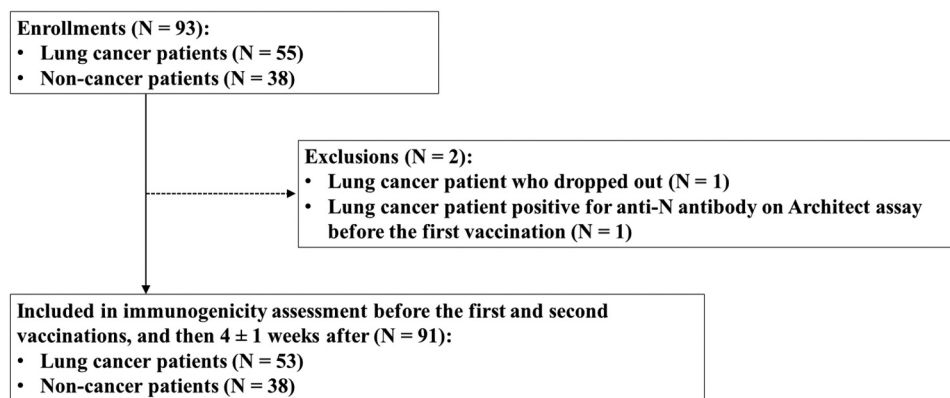 Enrollments (N = 93):
• Lung cancer patients (N = 55)
• Non-cancer patients (N = 38)
Exclusions (N = 2):
• Lung cancer patient who dropped out (N = 1)
• Lung cancer patient positive for anti-N antibody on Architect assay
before the first vaccination (N = 1)
Included in immunogenicity assessment before the first and second
vaccinations, and then 4 ± 1 weeks after (N = 91):
• Lung cancer patients (N = 53)
• Non-cancer patients (N = 38)